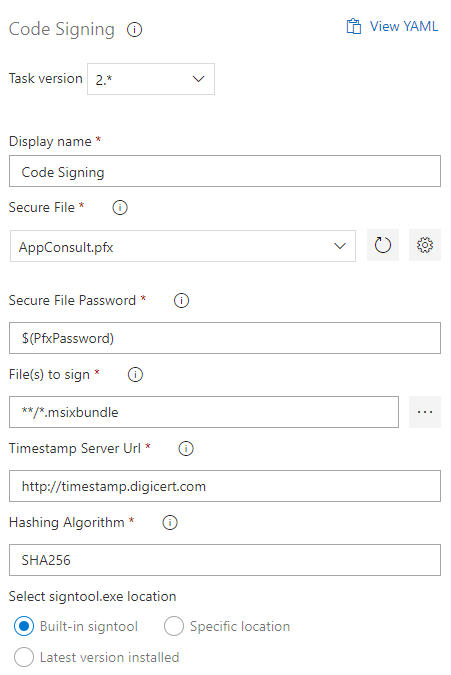 Code Signing View YAML
Task version 2.*
Display name *
Code Signing
Secure File *
AppConsult.pfx
Secure File Password *
$(PfxPassword)
File(s) to sign *
**/*.msixbundle
Timestamp Server Url *
http://timestamp.digicert.com
Hashing Algorithm *
SHA256
Select signtool.exe location
Built-in signtool Specific location
Latest version installed